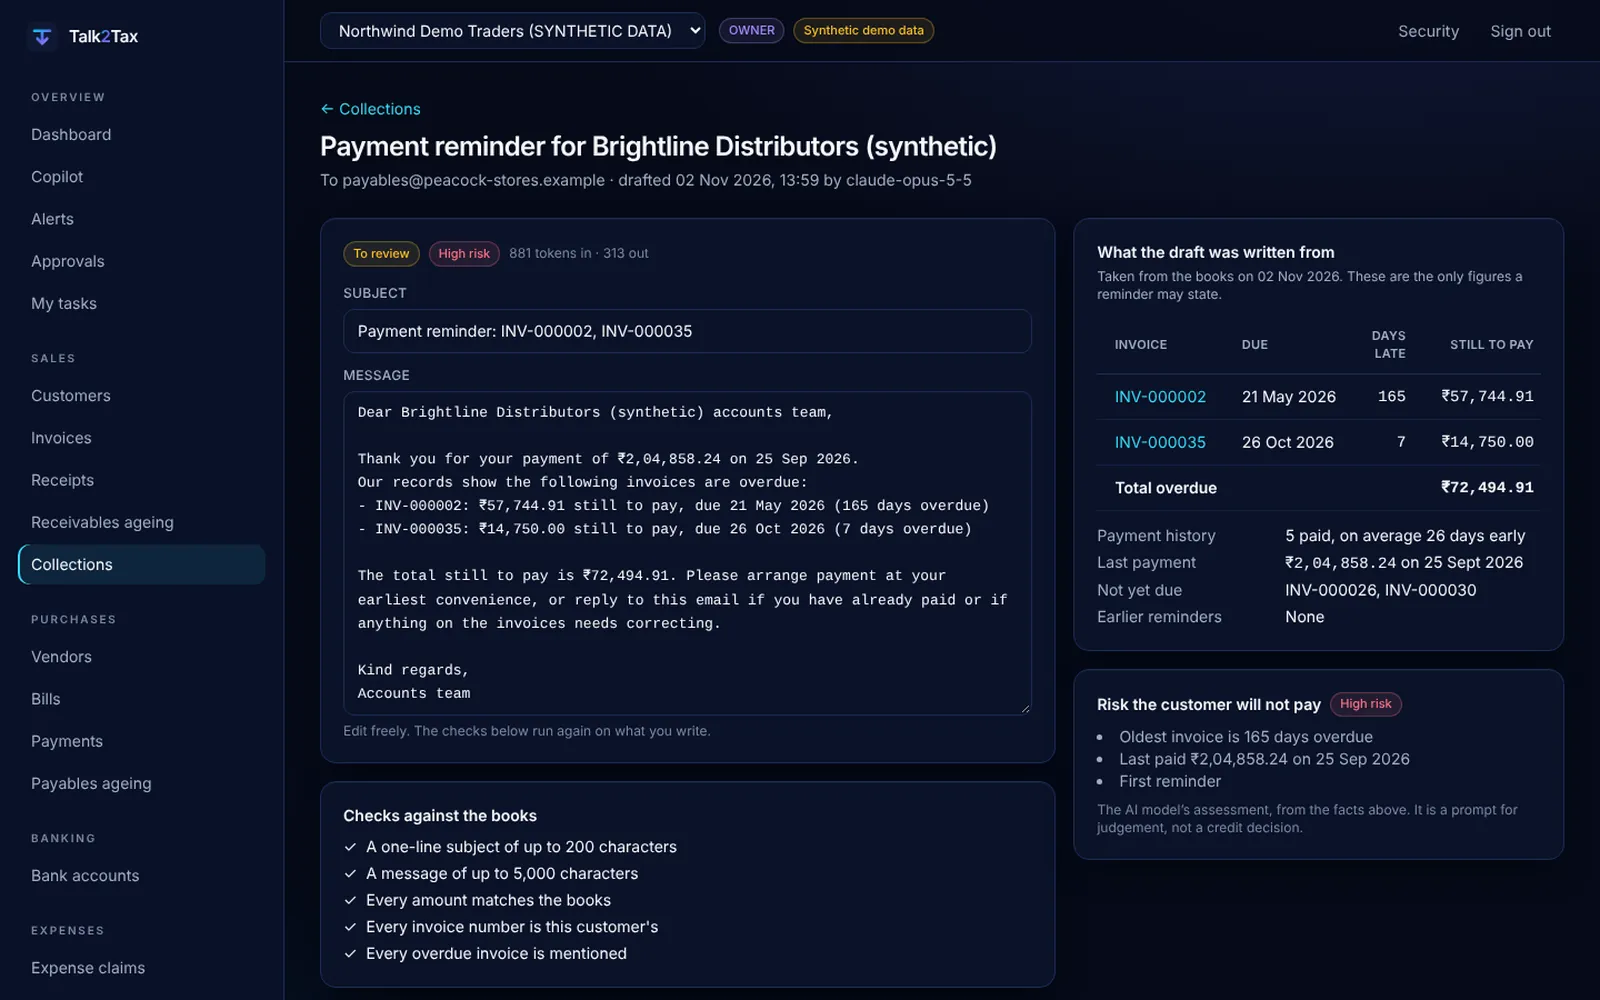 Talk2Tax
OVERVIEW
Dashboard
Copilot
Alerts
Approvals
My tasks
SALES
Customers
Invoices
Receipts
Receivables ageing
Collections
PURCHASES
Vendors
Bills
Payments
Payables ageing
BANKING
Bank accounts
EXPENSES
Expense claims
Northwind Demo Traders (SYNTHETIC DATA)
OWNER
Synthetic demo data
Security
Sign out
← Collections
Payment reminder for Brightline Distributors (synthetic)
To payables@peacock-stores.example · drafted 02 Nov 2026, 13:59 by claude-opus-5-5
To review
High risk
881 tokens in · 313 out
SUBJECT
Payment reminder: INV-000002, INV-000035
MESSAGE
Dear Brightline Distributors (synthetic) accounts team,
Thank you for your payment of ₹2,04,858.24 on 25 Sep 2026.
Our records show the following invoices are overdue:
- INV-000002: ₹57,744.91 still to pay, due 21 May 2026 (165 days overdue)
- INV-000035: ₹14,750.00 still to pay, due 26 Oct 2026 (7 days overdue)
The total still to pay is ₹72,494.91. Please arrange payment at your
earliest convenience, or reply to this email if you have already paid or if
anything on the invoices needs correcting.
Kind regards,
Accounts team
Edit freely. The checks below run again on what you write.
Checks against the books
✓ A one-line subject of up to 200 characters
✓ A message of up to 5,000 characters
✓ Every amount matches the books
✓ Every invoice number is this customer's
✓ Every overdue invoice is mentioned
What the draft was written from
Taken from the books on 02 Nov 2026. These are the only figures a
reminder may state.
INVOICE DUE DAYS LATE STILL TO PAY
INV-000002 21 May 2026 165 ₹57,744.91
INV-000035 26 Oct 2026 7 ₹14,750.00
Total overdue ₹72,494.91
Payment history 5 paid, on average 26 days early
Last payment ₹2,04,858.24 on 25 Sept 2026
Not yet due INV-000026, INV-000030
Earlier reminders None
Risk the customer will not pay High risk
• Oldest invoice is 165 days overdue
• Last paid ₹2,04,858.24 on 25 Sep 2026
• First reminder
The AI model's assessment, from the facts above. It is a prompt for
judgement, not a credit decision.